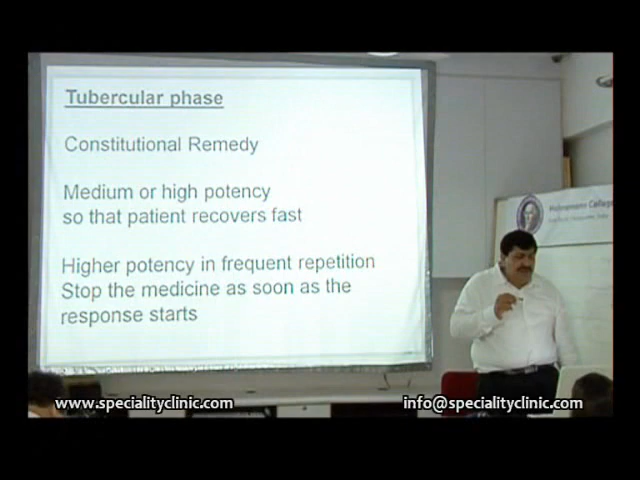 Tubercular phase
Constitutional Remedy
Medium or high potency
so that patient recovers fast
Higher potency in frequent repetition
Stop the medicine as soon as the
response starts
www.specialityclinic.com
info@specialityclinic.com